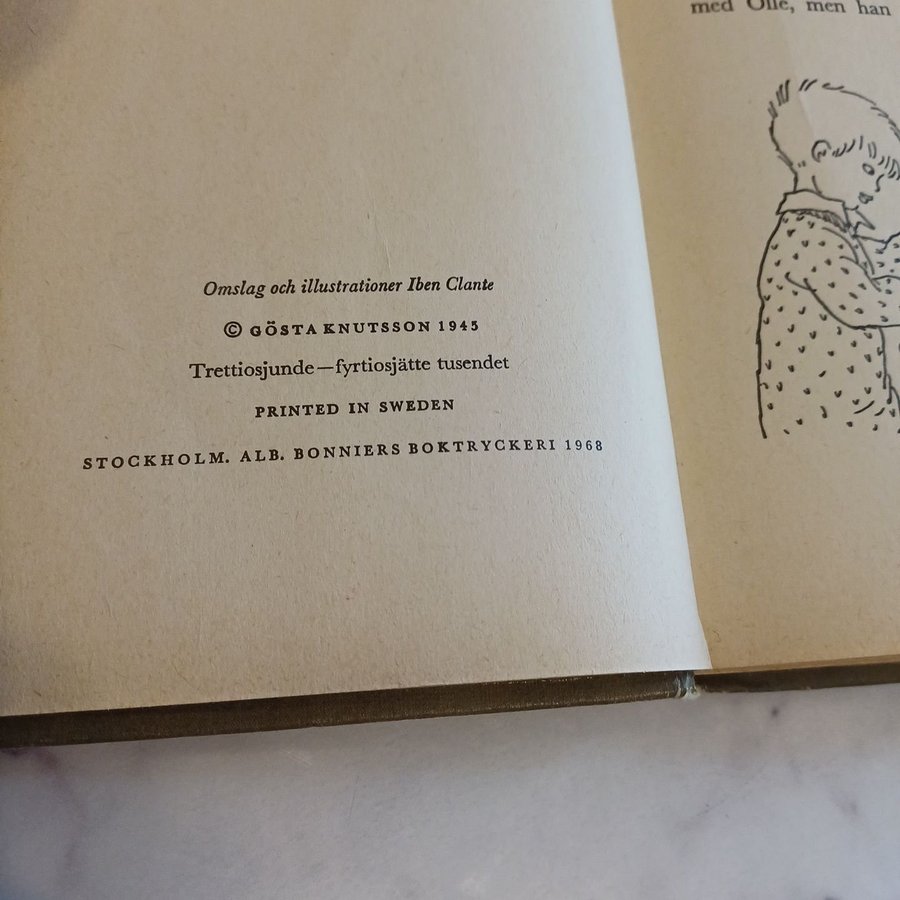 Omslag och illustrationer Iben Clante
© GÖSTA KNUTSSON 1945
Trettiosjunde—fyrtiosjätte tusendet
PRINTED IN SWEDEN
STOCKHOLM. ALB. BONNIERS BOKTRYCKERI 1968
med Olle, men han